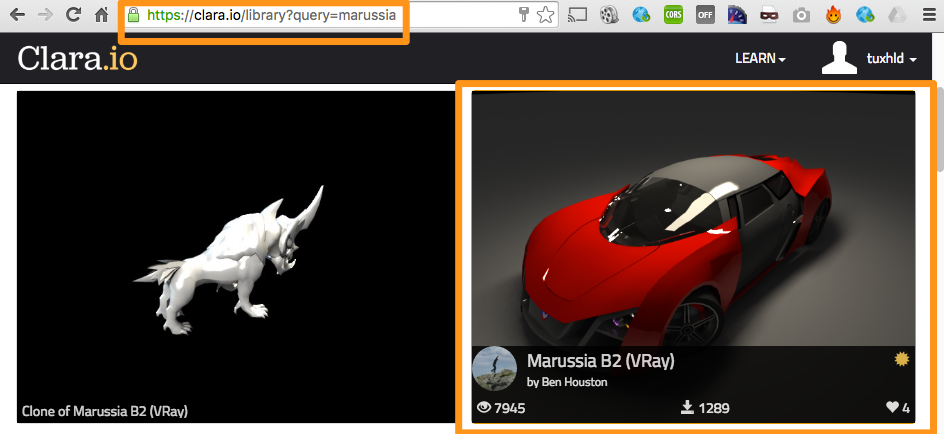 https://clara.io/library?query=marussia
CORS
OFF
Clara.io
LEARN
tuxhld
Clone of Marussia B2 (VRay)
Marussia B2 (VRay)
by Ben Houston
7945
1289
4